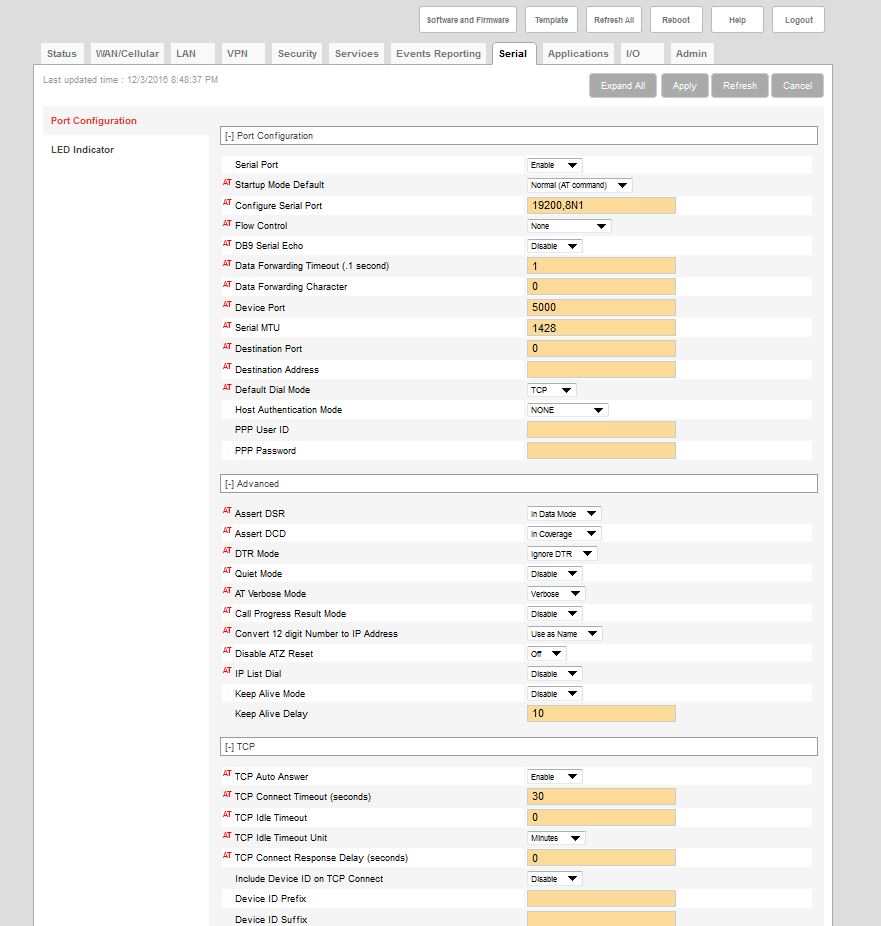 Software and Firmware Template Refresh All Reboot Help Logout
Status WAN/Cellular LAN VPN Security Services Events Reporting Serial Applications I/O Admin
Last updated time : 12/3/2016 8:48:37 PM
Expand All Apply Refresh Cancel
Port Configuration
LED Indicator
[-] Port Configuration
Serial Port Enable
AT Startup Mode Default Normal (AT command)
AT Configure Serial Port 19200,8N1
AT Flow Control None
AT DB9 Serial Echo Disable
AT Data Forwarding Timeout (.1 second) 1
AT Data Forwarding Character 0
AT Device Port 5000
AT Serial MTU 1428
AT Destination Port 0
AT Destination Address
AT Default Dial Mode TCP
Host Authentication Mode NONE
PPP User ID
PPP Password
[-] Advanced
AT Assert DSR In Data Mode
AT Assert DCD In Coverage
AT DTR Mode Ignore DTR
AT Quiet Mode Disable
AT AT Verbose Mode Verbose
AT Call Progress Result Mode Disable
AT Convert 12 digit Number to IP Address Use as Name
AT Disable ATZ Reset Off
AT IP List Dial Disable
Keep Alive Mode Disable
Keep Alive Delay 10
[-] TCP
AT TCP Auto Answer Enable
AT TCP Connect Timeout (seconds) 30
AT TCP Idle Timeout 0
AT TCP Idle Timeout Unit Minutes
AT TCP Connect Response Delay (seconds) 0
Include Device ID on TCP Connect Disable
Device ID Prefix
Device ID Suffix